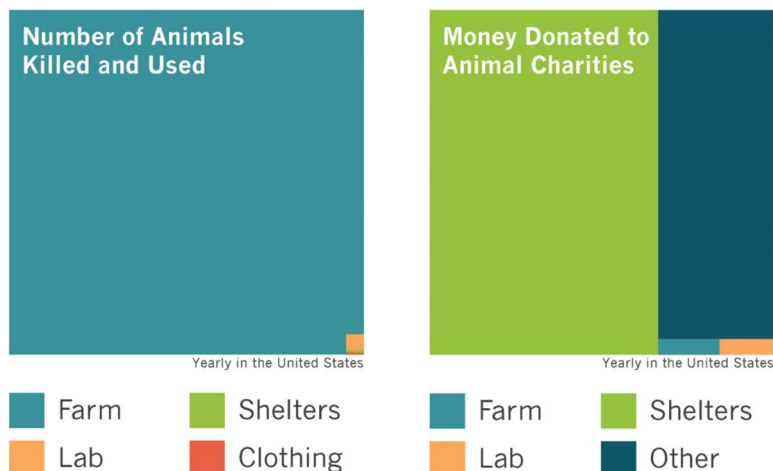 Number of Animals
Killed and Used
Yearly in the United States
Farm
Shelters
Lab
Clothing
Money Donated to
Animal Charities
Yearly in the United States
Farm
Shelters
Lab
Other